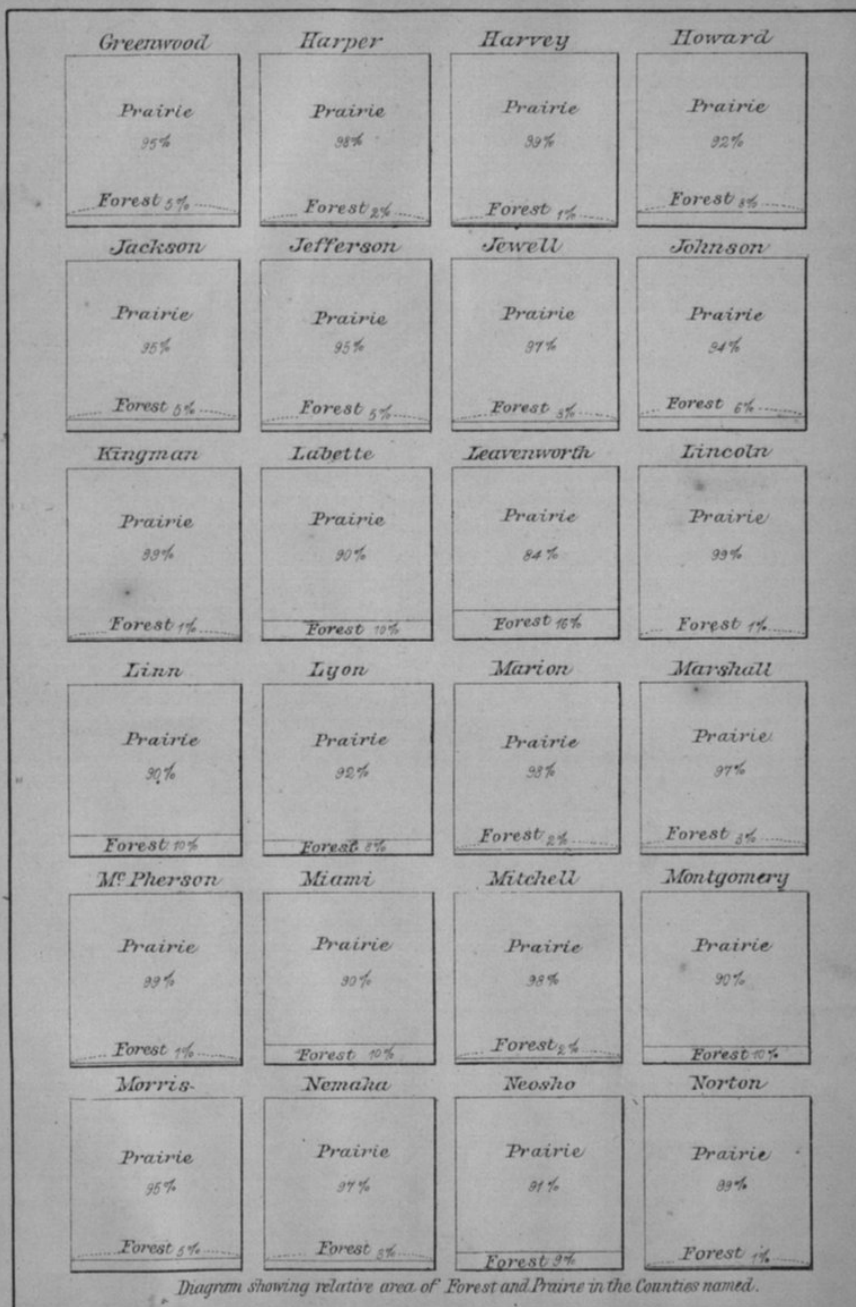 Greenwood Harper Harvey Howard
Prairie Prairie Prairie Prairie
95% 98% 99% 92%
Forest 5% Forest 2% Forest 1% Forest 8%
Jackson Jefferson Jewell Johnson
Prairie Prairie Prairie Prairie
95% 95% 97% 94%
Forest 5% Forest 5% Forest 3% Forest 6%
Kingman Labette Leavenworth Lincoln
Prairie Prairie Prairie Prairie
99% 90% 84% 99%
Forest 1% Forest 10% Forest 16% Forest 1%
Linn Lyon Marion Marshall
Prairie Prairie Prairie Prairie
90% 92% 98% 97%
Forest 10% Forest 8% Forest 2% Forest 3%
Mc Pherson Miami Mitchell Montgomery
Prairie Prairie Prairie Prairie
99% 90% 98% 90%
Forest 1% Forest 10% Forest 2% Forest 10%
Morris Nemaha Neosho Norton
Prairie Prairie Prairie Prairie
95% 97% 91% 99%
Forest 5% Forest 3% Forest 9% Forest 1%
Diagram showing relative area of Forest and Prairie in the Counties named.